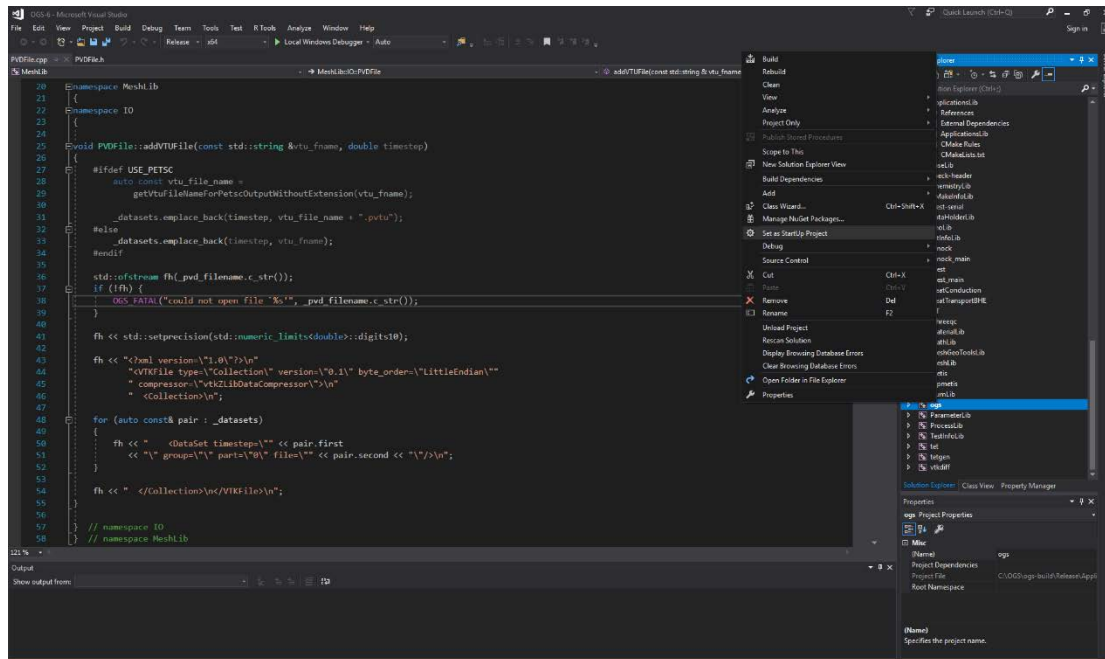 OGS-6 - Microsoft Visual Studio
Quick Launch (Ctrl+Q)
File Edit View Project Build Debug Team Tools Test R Tools Analyze Window Help
Sign in
Release x64 Local Windows Debugger Auto
PVDFile.cpp PVDFile.h
MeshLib MeshLib::IO::PVDFile addVTUFile(const std::string & vtu_fname
20 namespace MeshLib
21 {
22 namespace IO
23 {
24
25 void PVDFile::addVTUFile(const std::string &vtu_fname, double timestep)
26 {
27 #ifdef USE_PETSC
28 auto const vtu_file_name =
29 getVtuFileNameForPetscOutputWithoutExtension(vtu_fname);
30
31 _datasets.emplace_back(timestep, vtu_file_name + ".pvtu");
32 #else
33 _datasets.emplace_back(timestep, vtu_fname);
34 #endif
35
36 std::ofstream fh(_pvd_filename.c_str());
37 if (!fh) {
38 OGS_FATAL("could not open file `%s'", _pvd_filename.c_str());
39 }
40
41 fh << std::setprecision(std::numeric_limits<double>::digits10);
42
43 fh << "<?xml version=\"1.0\"?>\n"
44 "<VTKFile type=\"Collection\" version=\"0.1\" byte_order=\"LittleEndian\""
45 " compressor=\"vtkZLibDataCompressor\">\n"
46 " <Collection>\n";
47
48 for (auto const& pair : _datasets)
49 {
50 fh << " <DataSet timestep=\"" << pair.first
51 << "\" group=\"\" part=\"0\" file=\"" << pair.second << "\"/>\n";
52 }
53
54 fh << " </Collection>\n</VTKFile>\n";
55 }
56
57 } // namespace IO
58 } // namespace MeshLib
121 %
Output
Show output from:
Build
Rebuild
Clean
View
Analyze
Project Only
Publish Stored Procedures
Scope to This
New Solution Explorer View
Build Dependencies
Add
Class Wizard... Ctrl+Shift+X
Manage NuGet Packages...
Set as StartUp Project
Debug
Source Control
Cut Ctrl+X
Paste Ctrl+V
Remove Del
Rename F2
Unload Project
Rescan Solution
Display Browsing Database Errors
Clear Browsing Database Errors
Open Folder in File Explorer
Properties
References
External Dependencies
ApplicationsLib
CMake Rules
CMakeLists.txt
ogs
ParameterLib
ProcessLib
TestInfoLib
tet
tetgen
vtkdiff
Solution Explorer Class View Property Manager
Properties
ogs Project Properties
Misc
(Name) ogs
Project Dependencies
Project File C:\OGS\ogs-build\Release\Appli
Root Namespace
(Name)
Specifies the project name.